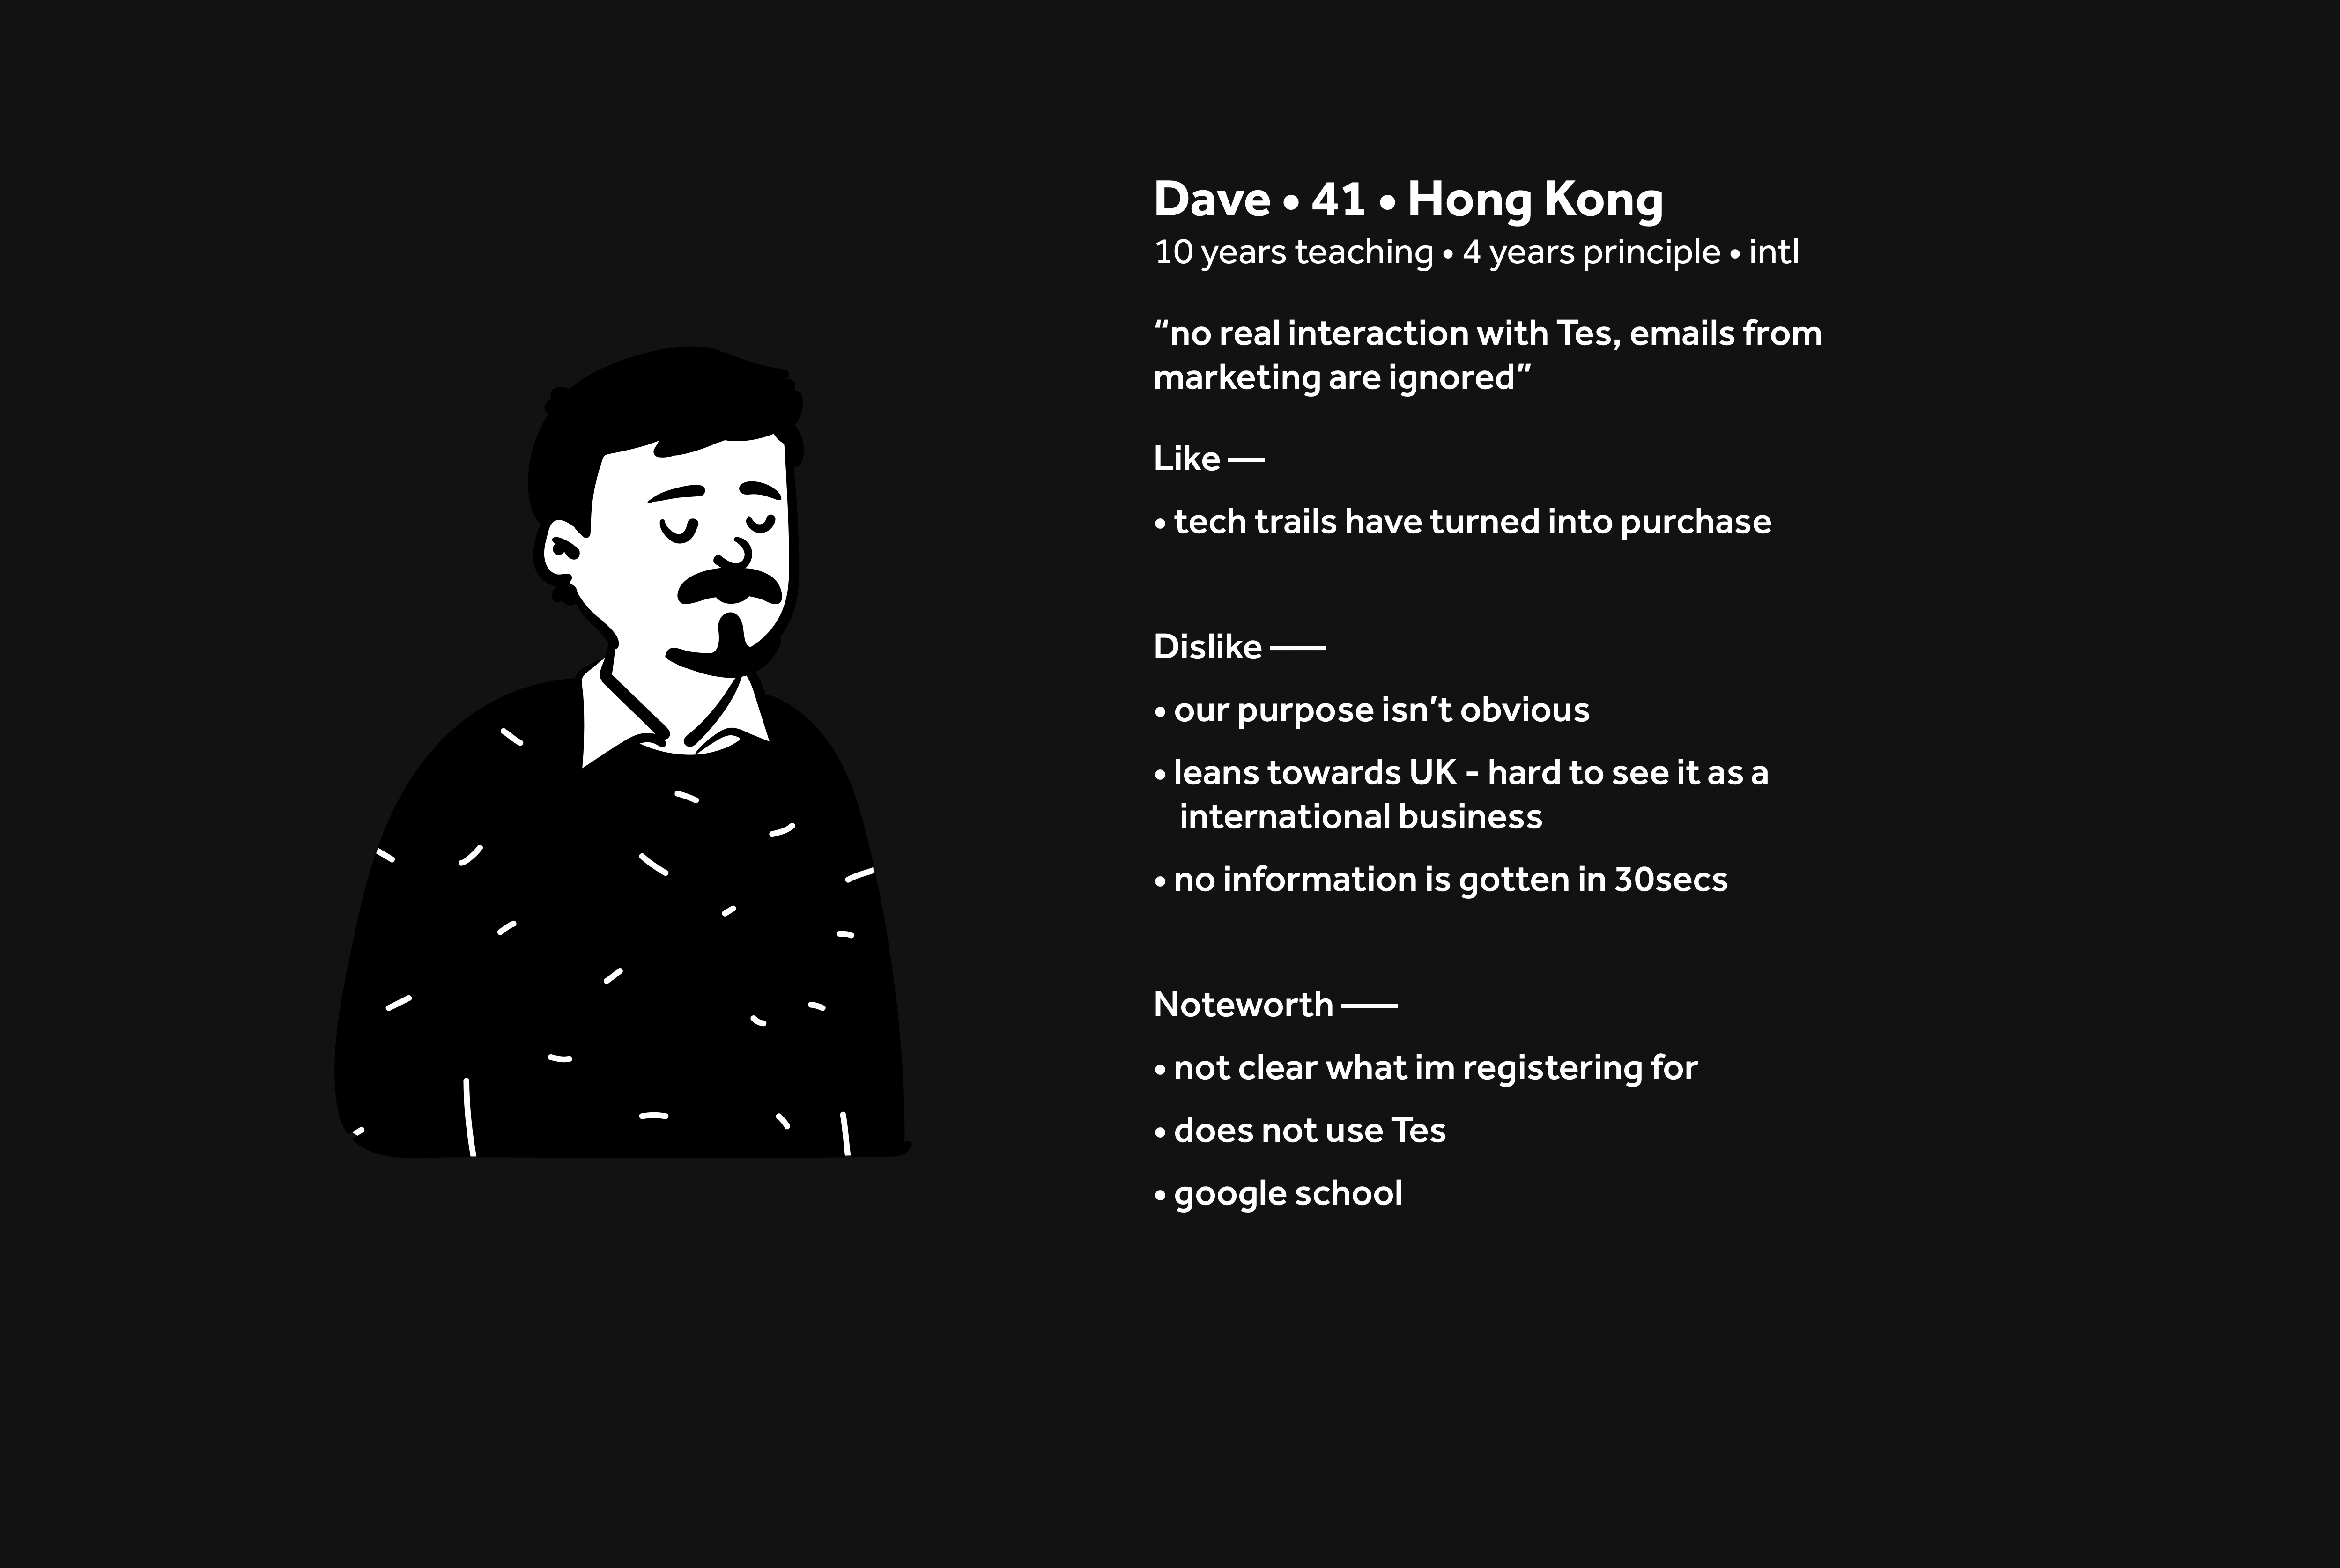 Dave • 41 • Hong Kong
10 years teaching • 4 years principle • intl
“no real interaction with Tes, emails from
marketing are ignored”
Like —
• tech trails have turned into purchase
Dislike ——
• our purpose isn’t obvious
• leans towards UK - hard to see it as a
international business
• no information is gotten in 30secs
Noteworth ——
• not clear what im registering for
• does not use Tes
• google school